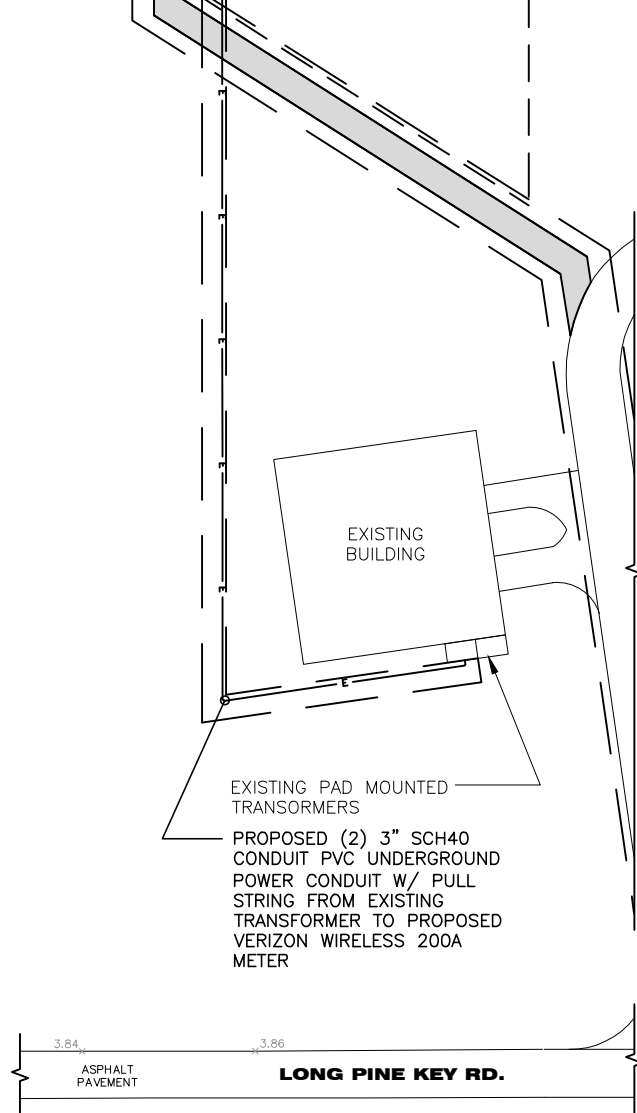 E
E
E
E
EXISTING
BUILDING
E
E
EXISTING PAD MOUNTED
TRANSORMERS
PROPOSED (2) 3" SCH40
CONDUIT PVC UNDERGROUND
POWER CONDUIT W/ PULL
STRING FROM EXISTING
TRANSFORMER TO PROPOSED
VERIZON WIRELESS 200A
METER
3.84
3.86
ASPHALT
PAVEMENT
LONG PINE KEY RD.